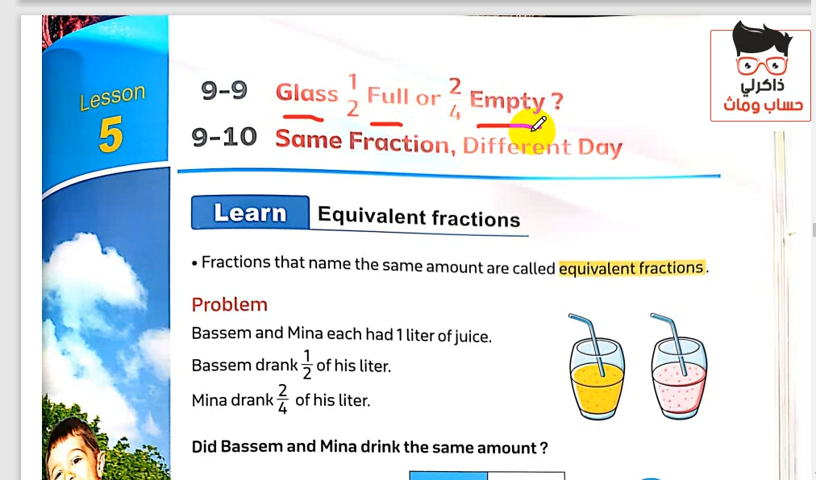 Lesson
5
9-9 Glass 1/2 Full or 2/4 Empty ?
9-10 Same Fraction, Different Day
ذاكرلي
حساب وماث
Learn Equivalent fractions
• Fractions that name the same amount are called equivalent fractions.
Problem
Bassem and Mina each had 1 liter of juice.
Bassem drank 1/2 of his liter.
Mina drank 2/4 of his liter.
Did Bassem and Mina drink the same amount ?